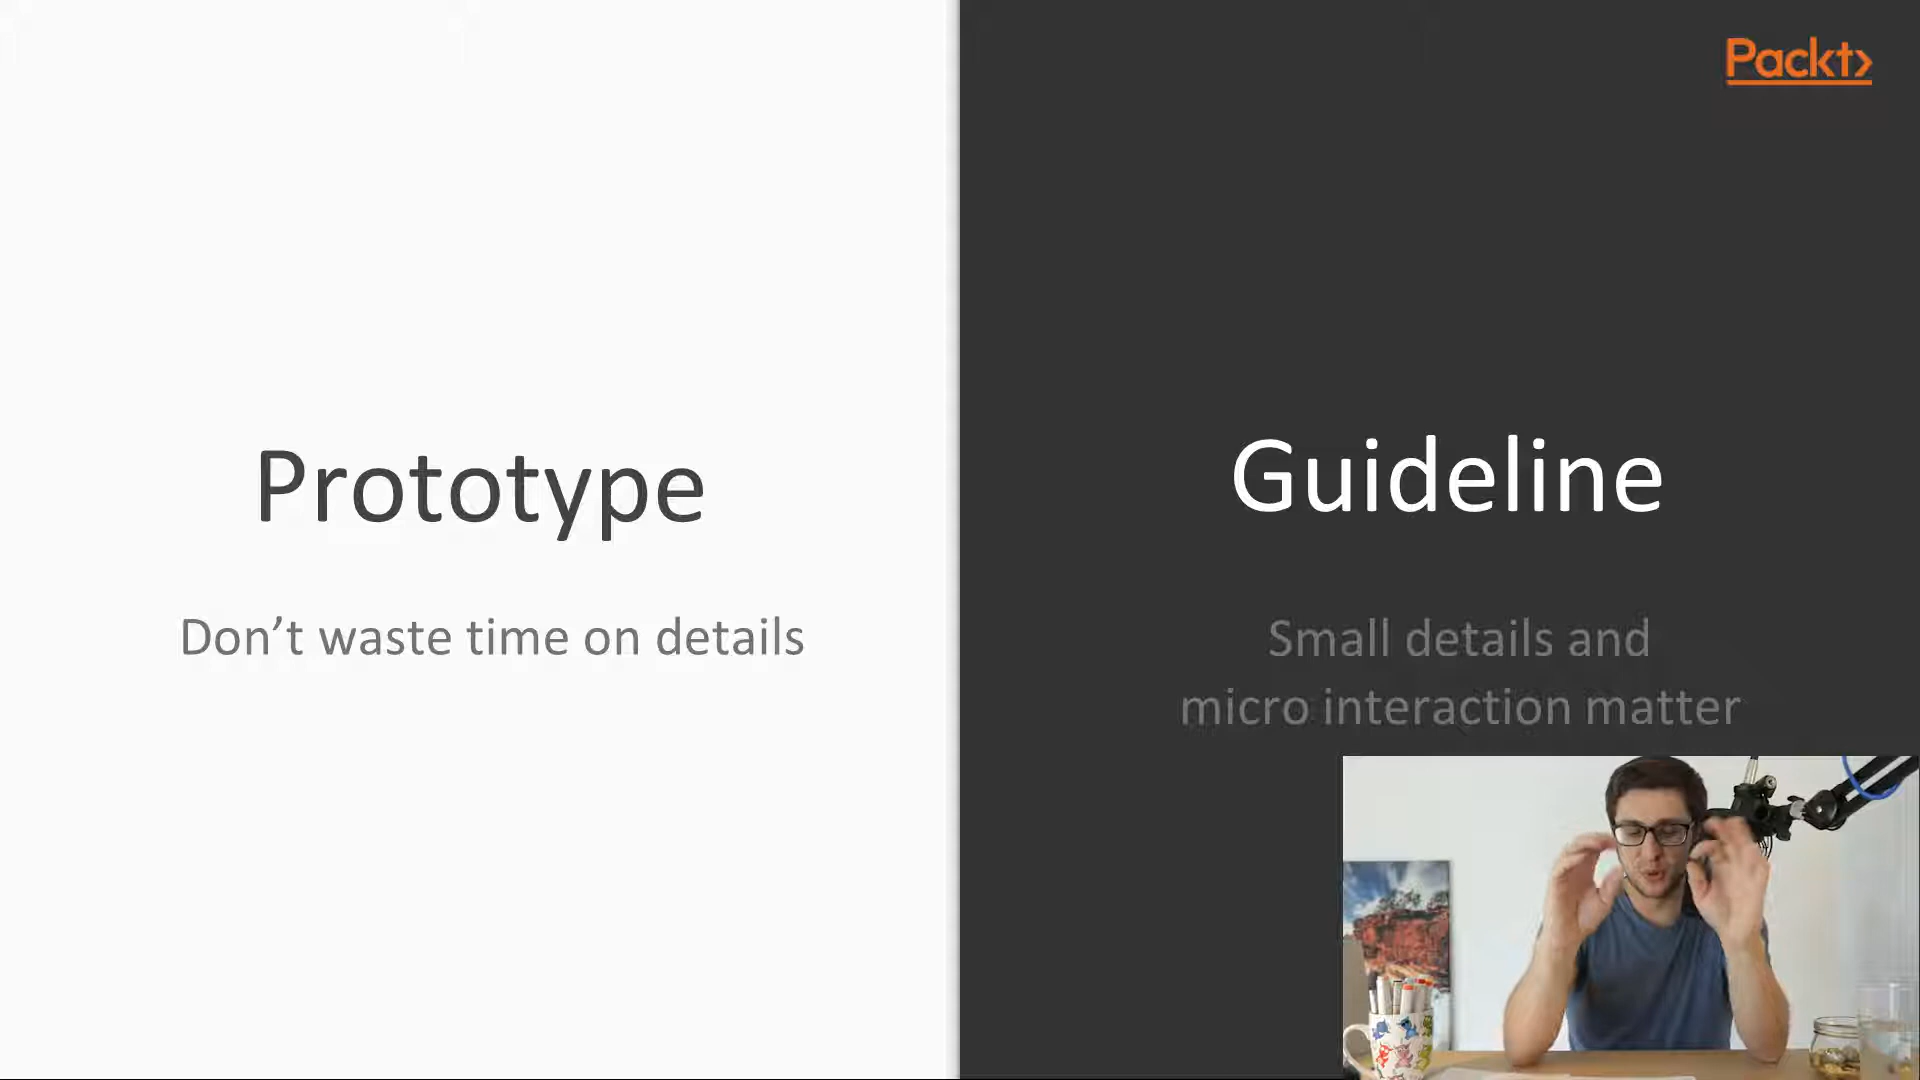 Packt>
Prototype
Don’t waste time on details
Guideline
Small details and
micro interaction matter